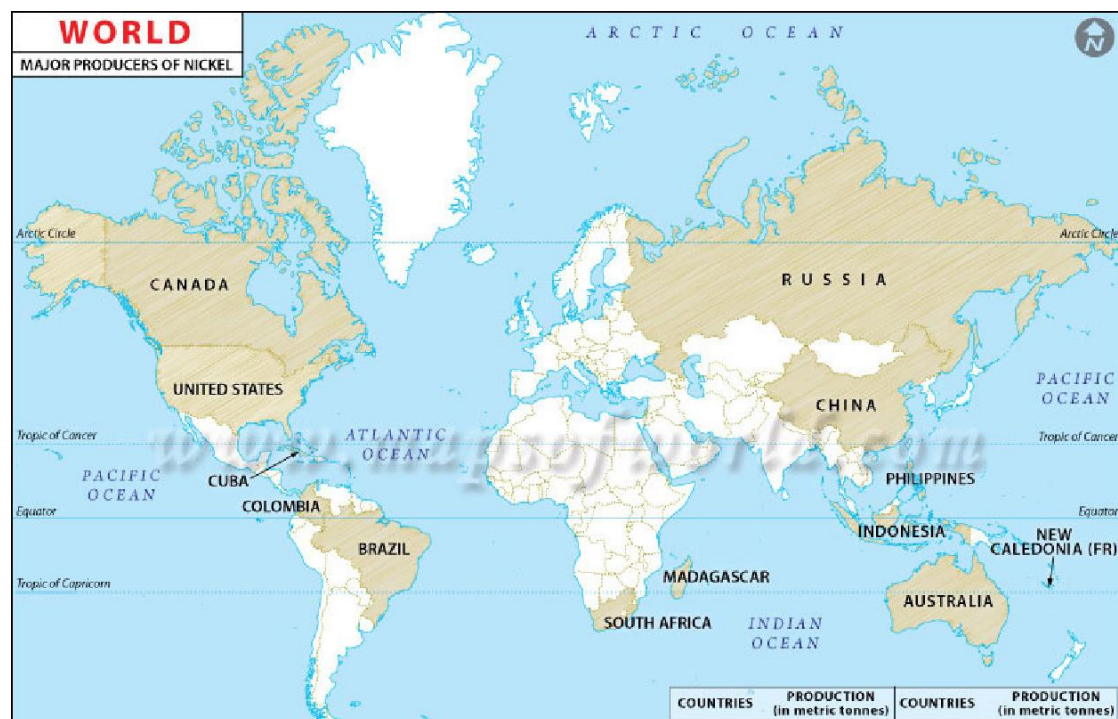 WORLD
MAJOR PRODUCERS OF NICKEL
ARCTIC OCEAN
N
Arctic Circle
Arctic Circle
CANADA
RUSSIA
UNITED STATES
CHINA
PACIFIC
OCEAN
Tropic of Cancer
ATLANTIC
OCEAN
Tropic of Cancer
www.mapsofworld.com
PACIFIC
OCEAN
CUBA
PHILIPPINES
COLOMBIA
Equator
Equator
INDONESIA
NEW
CALEDONIA (FR)
BRAZIL
Tropic of Capricorn
MADAGASCAR
AUSTRALIA
SOUTH AFRICA
INDIAN
OCEAN
COUNTRIES
PRODUCTION
(in metric tonnes)
COUNTRIES
PRODUCTION
(in metric tonnes)